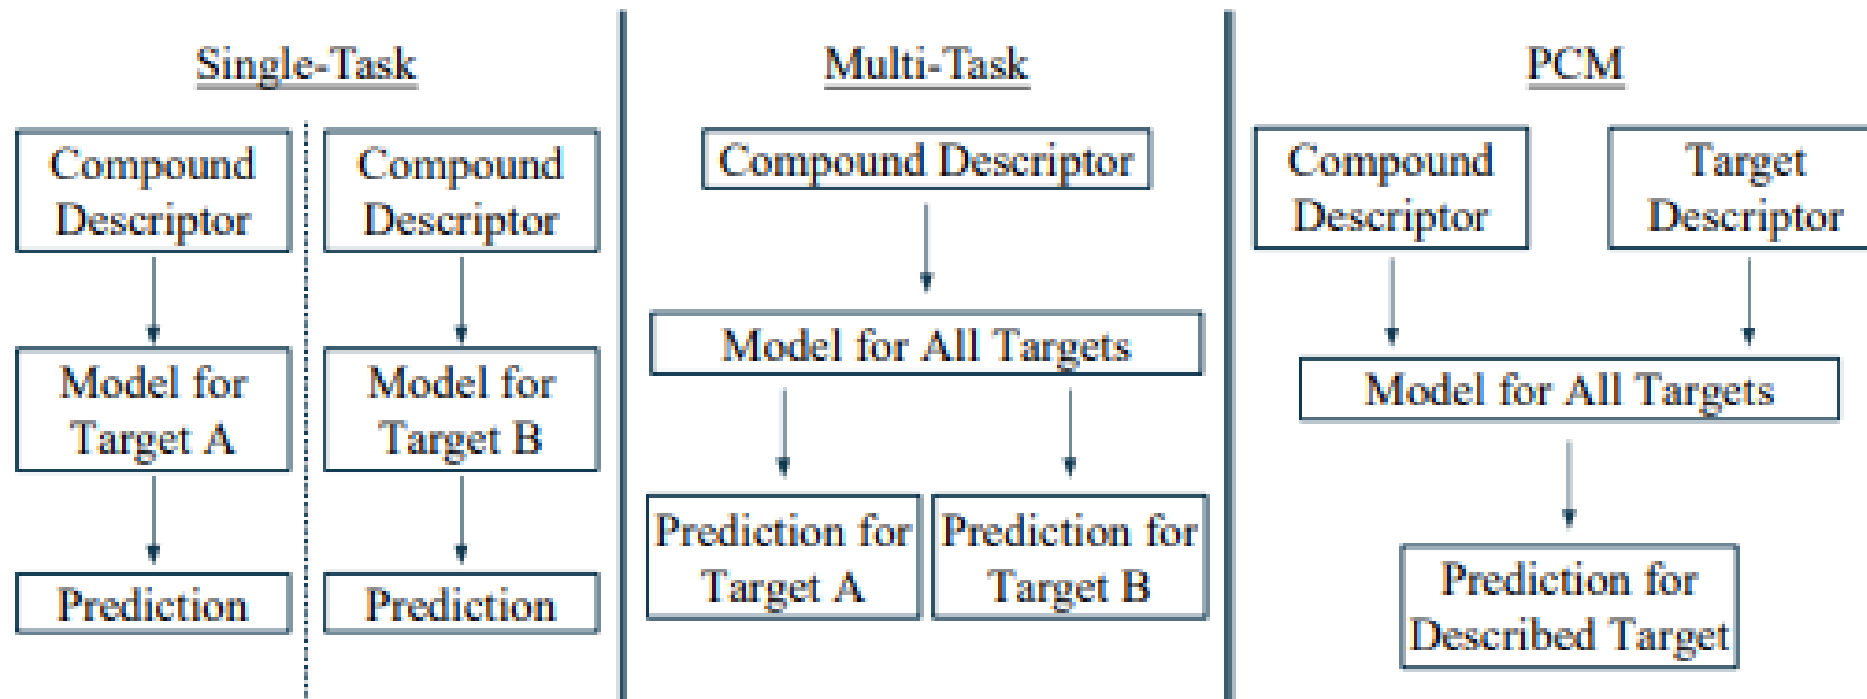 Single-Task
Compound
Descriptor
Compound
Descriptor
Model for
Target A
Model for
Target B
Prediction
Prediction
Multi-Task
Compound Descriptor
Model for All Targets
Prediction for
Target A
Prediction for
Target B
PCM
Compound
Descriptor
Target
Descriptor
Model for All Targets
Prediction for
Described Target